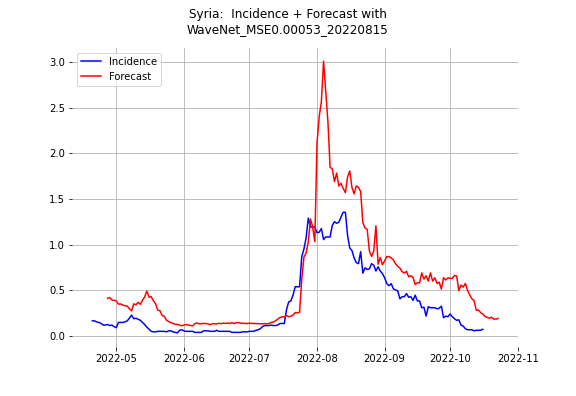 Syria:  Incidence + Forecast with
WaveNet_MSE0.00053_20220815
Incidence
Forecast
3.0
2.5
2.0
1.5
1.0
0.5
0.0
2022-05 2022-06 2022-07 2022-08 2022-09 2022-10 2022-11